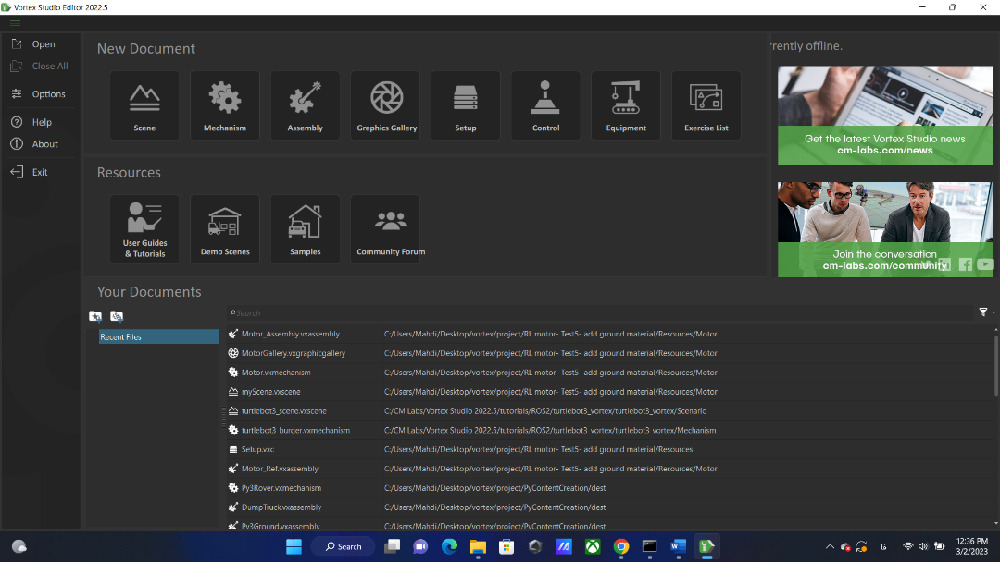 Vortex Studio Editor 2022.5
Open
Close All
Options
Help
About
Exit
New Document
Scene
Mechanism
Assembly
Graphics Gallery
Setup
Control
Equipment
Exercise List
Resources
User Guides
& Tutorials
Demo Scenes
Samples
Community Forum
rently offline.
Get the latest Vortex Studio news
cm-labs.com/news
Join the conversation
cm-labs.com/community
Your Documents
Search
Recent Files
Motor_Assembly.vxassembly C:/Users/Mahdi/Desktop/vortex/project/RL motor- Test5- add ground material/Resources/Motor
MotorGallery.vxgraphicgallery C:/Users/Mahdi/Desktop/vortex/project/RL motor- Test5- add ground material/Resources/Motor
Motor.vxmechanism C:/Users/Mahdi/Desktop/vortex/project/RL motor- Test5- add ground material/Resources/Motor
myScene.vxscene C:/Users/Mahdi/Desktop/vortex/project/RL motor- Test5- add ground material/Resources/Motor
turtlebot3_scene.vxscene C:/CM Labs/Vortex Studio 2022.5/tutorials/ROS2/turtlebot3_vortex/turtlebot3_vortex/Scenario
turtlebot3_burger.vxmechanism C:/CM Labs/Vortex Studio 2022.5/tutorials/ROS2/turtlebot3_vortex/turtlebot3_vortex/Mechanism
Setup.vxc C:/Users/Mahdi/Desktop/vortex/project/RL motor- Test5- add ground material/Resources
Motor_Ref.vxassembly C:/Users/Mahdi/Desktop/vortex/project/RL motor- Test5- add ground material/Resources/Motor
Py3Rover.vxmechanism C:/Users/Mahdi/Desktop/vortex/project/PyContentCreation/dest
DumpTruck.vxassembly C:/Users/Mahdi/Desktop/vortex/project/PyContentCreation/dest
Py3Ground.vxassembly C:/Users/Mahdi/Desktop/vortex/project/PyContentCreation/dest
Search
فا
12:36 PM
3/2/2023